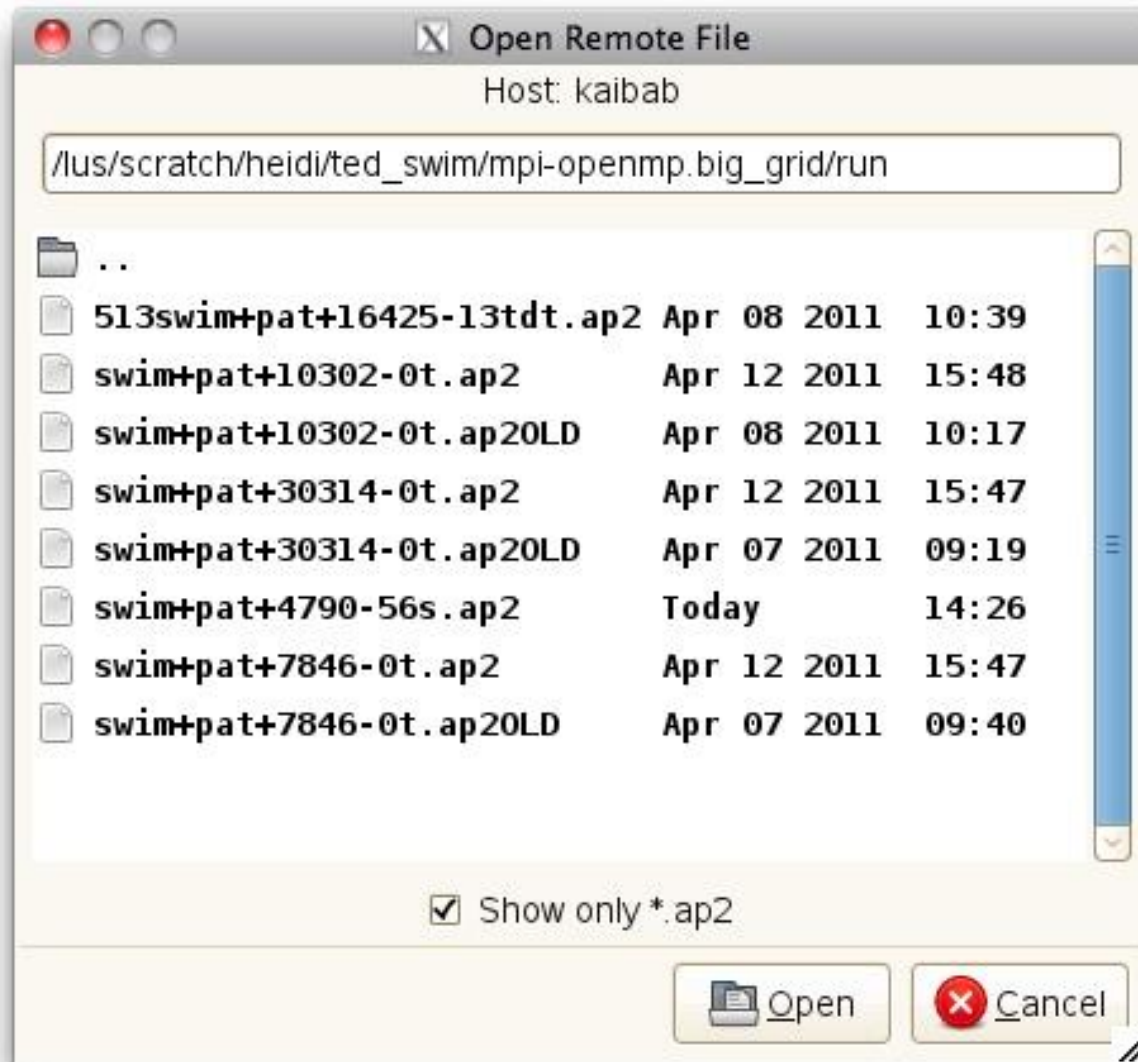 Open Remote File
Host: kaibab
/lus/scratch/heidi/ted_swim/mpi-openmp.big_grid/run
..
513swim+pat+16425-13tdt.ap2 Apr 08 2011 10:39
swim+pat+10302-0t.ap2 Apr 12 2011 15:48
swim+pat+10302-0t.ap2OLD Apr 08 2011 10:17
swim+pat+30314-0t.ap2 Apr 12 2011 15:47
swim+pat+30314-0t.ap2OLD Apr 07 2011 09:19
swim+pat+4790-56s.ap2 Today 14:26
swim+pat+7846-0t.ap2 Apr 12 2011 15:47
swim+pat+7846-0t.ap2OLD Apr 07 2011 09:40
Show only *.ap2
Open Cancel